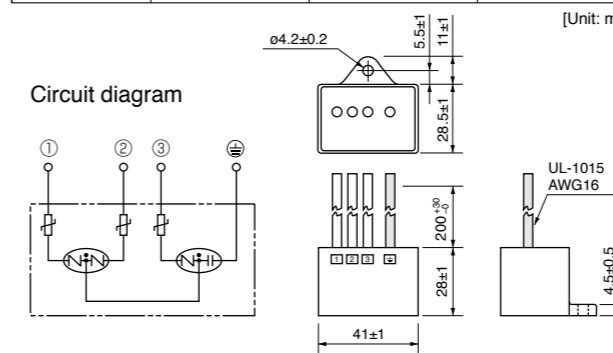 [Unit: m
ø4.2±0.2
5.5±1
11±1
28.5±1
Circuit diagram
① ② ③
UL-1015
AWG16
200+30-0
1 2 3
28±1
4.5±0.5
41±1